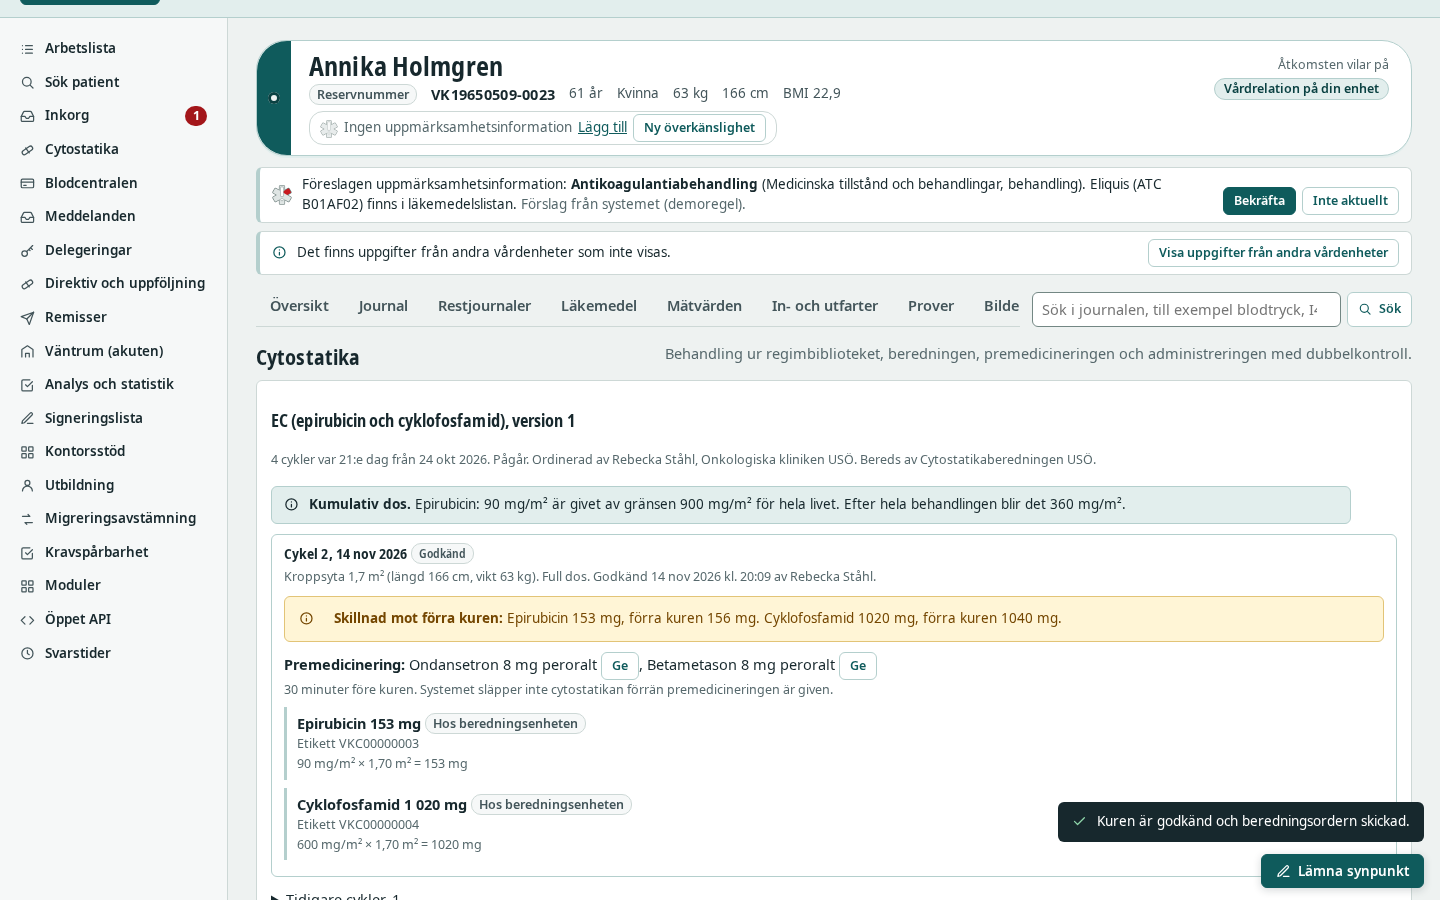 Arbetslista
Sök patient
Inkorg 1
Cytostatika
Blodcentralen
Meddelanden
Delegeringar
Direktiv och uppföljning
Remisser
Väntrum (akuten)
Analys och statistik
Signeringslista
Kontorsstöd
Utbildning
Migreringsavstämning
Kravspårbarhet
Moduler
Öppet API
Svarstider
Annika Holmgren
Reservnummer VK19650509-0023 61 år Kvinna 63 kg 166 cm BMI 22,9
Ingen uppmärksamhetsinformation Lägg till Ny överkänslighet
Åtkomsten vilar på
Vårdrelation på din enhet
Föreslagen uppmärksamhetsinformation: Antikoagulantiabehandling (Medicinska tillstånd och behandlingar, behandling). Eliquis (ATC
B01AF02) finns i läkemedelslistan. Förslag från systemet (demoregel).
Bekräfta Inte aktuellt
Det finns uppgifter från andra vårdenheter som inte visas.
Visa uppgifter från andra vårdenheter
Översikt Journal Restjournaler Läkemedel Mätvärden In- och utfarter Prover Bilde
Sök i journalen, till exempel blodtryck, I Sök
Cytostatika
Behandling ur regimbiblioteket, beredningen, premedicineringen och administreringen med dubbelkontroll.
EC (epirubicin och cyklofosfamid), version 1
4 cykler var 21:e dag från 24 okt 2026. Pågår. Ordinerad av Rebecka Ståhl, Onkologiska kliniken USÖ. Bereds av Cytostatikaberedningen USÖ.
Kumulativ dos. Epirubicin: 90 mg/m² är givet av gränsen 900 mg/m² för hela livet. Efter hela behandlingen blir det 360 mg/m².
Cykel 2, 14 nov 2026 Godkänd
Kroppsyta 1,7 m² (längd 166 cm, vikt 63 kg). Full dos. Godkänd 14 nov 2026 kl. 20:09 av Rebecka Ståhl.
Skillnad mot förra kuren: Epirubicin 153 mg, förra kuren 156 mg. Cyklofosfamid 1020 mg, förra kuren 1040 mg.
Premedicinering: Ondansetron 8 mg peroralt Ge , Betametason 8 mg peroralt Ge
30 minuter före kuren. Systemet släpper inte cytostatikan förrän premedicineringen är given.
Epirubicin 153 mg Hos beredningsenheten
Etikett VKC00000003
90 mg/m² × 1,70 m² = 153 mg
Cyklofosfamid 1 020 mg Hos beredningsenheten
Etikett VKC00000004
600 mg/m² × 1,70 m² = 1020 mg
Kuren är godkänd och beredningsordern skickad.
Lämna synpunkt
Tidigare cykler, 1